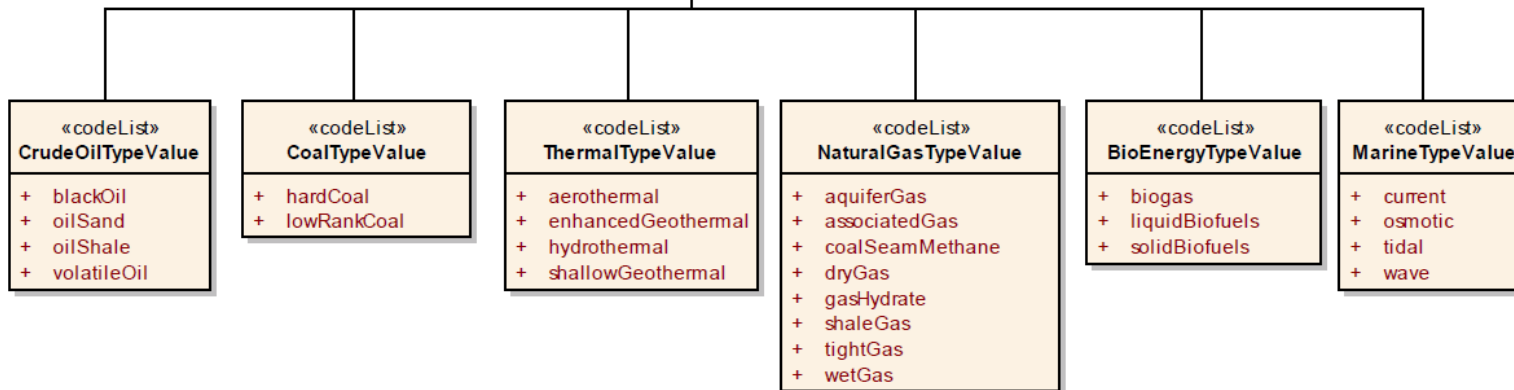 «codeList»
CrudeOilTypeValue
+ blackOil
+ oilSand
+ oilShale
+ volatileOil
«codeList»
CoalTypeValue
+ hardCoal
+ lowRankCoal
«codeList»
ThermalTypeValue
+ aerothermal
+ enhancedGeothermal
+ hydrothermal
+ shallowGeothermal
«codeList»
NaturalGasTypeValue
+ aquiferGas
+ associatedGas
+ coalSeamMethane
+ dryGas
+ gasHydrate
+ shaleGas
+ tightGas
+ wetGas
«codeList»
BioEnergyTypeValue
+ biogas
+ liquidBiofuels
+ solidBiofuels
«codeList»
MarineTypeValue
+ current
+ osmotic
+ tidal
+ wave